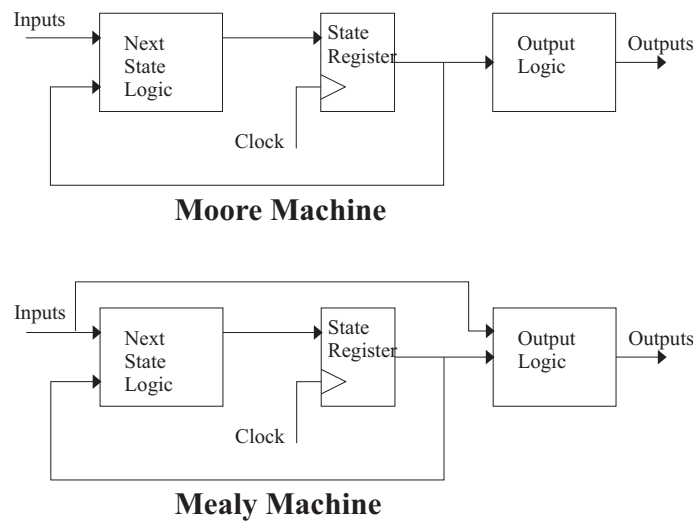 Inputs
Next
State
Logic
State
Register
Clock
Output
Logic
Outputs
Moore Machine
Inputs
Next
State
Logic
State
Register
Clock
Output
Logic
Outputs
Mealy Machine